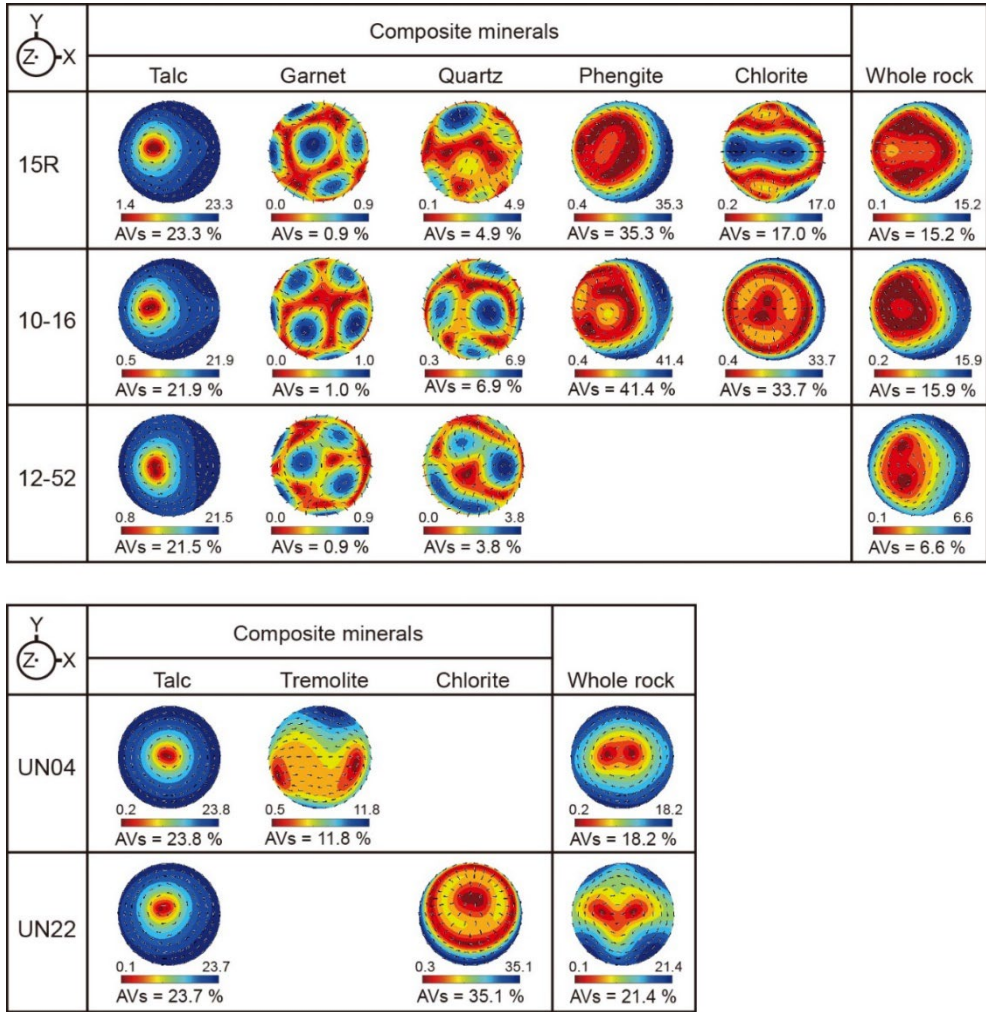 Y
Z X
Composite minerals
Talc Garnet Quartz Phengite Chlorite Whole rock
15R
1.4 23.3 0.0 0.9 0.1 4.9 0.4 35.3 0.2 17.0 0.1 15.2
AVs = 23.3 % AVs = 0.9 % AVs = 4.9 % AVs = 35.3 % AVs = 17.0 % AVs = 15.2 %
10-16
0.5 21.9 0.0 1.0 0.3 6.9 0.4 41.4 0.4 33.7 0.2 15.9
AVs = 21.9 % AVs = 1.0 % AVs = 6.9 % AVs = 41.4 % AVs = 33.7 % AVs = 15.9 %
12-52
0.8 21.5 0.0 0.9 0.0 3.8 0.1 6.6
AVs = 21.5 % AVs = 0.9 % AVs = 3.8 % AVs = 6.6 %
Y
Z X
Composite minerals
Talc Tremolite Chlorite Whole rock
UN04
0.2 23.8 0.5 11.8 0.2 18.2
AVs = 23.8 % AVs = 11.8 % AVs = 18.2 %
UN22
0.1 23.7 0.3 35.1 0.1 21.4
AVs = 23.7 % AVs = 35.1 % AVs = 21.4 %